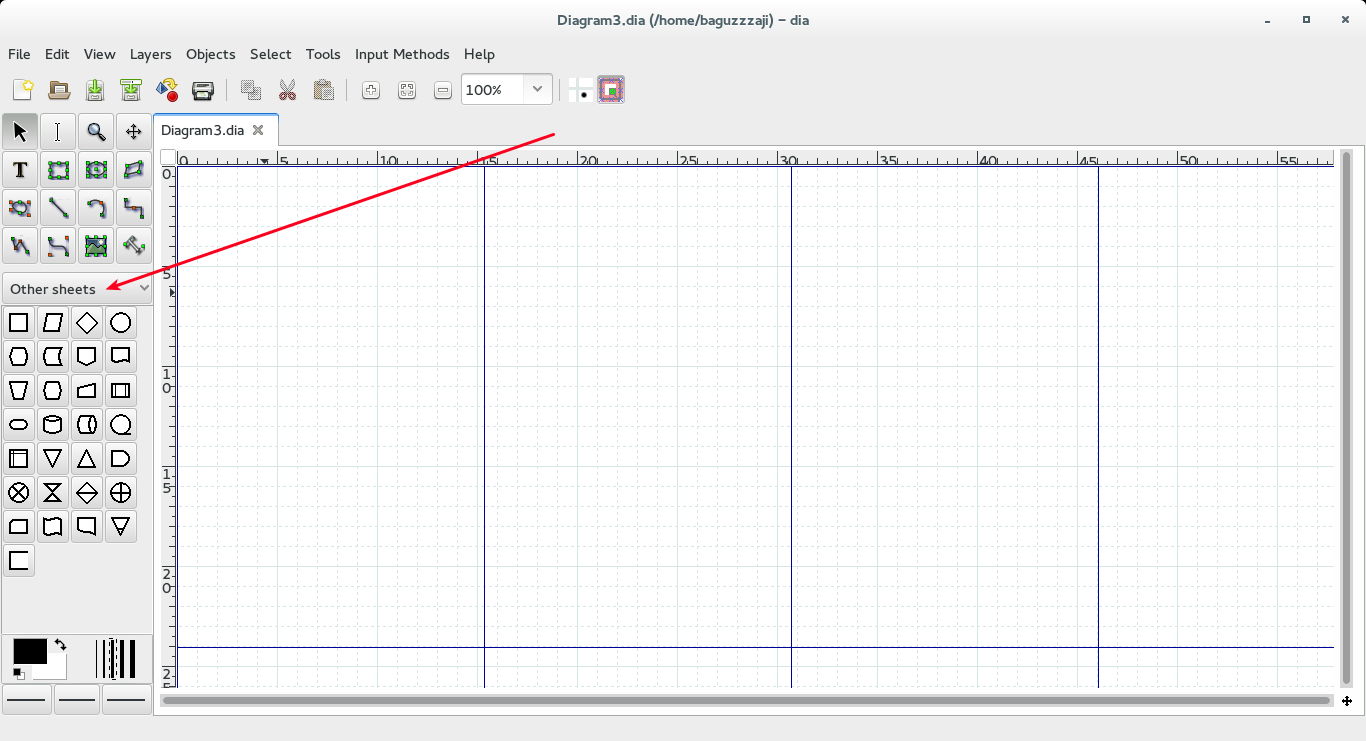 Diagram3.dia (/home/baguzzzaji) – dia
File Edit View Layers Objects Select Tools Input Methods Help
100%
Diagram3.dia
T
0 5 10 15 20 25 30 35 40 45 50 55
0
5
10
15
20
25
Other sheets